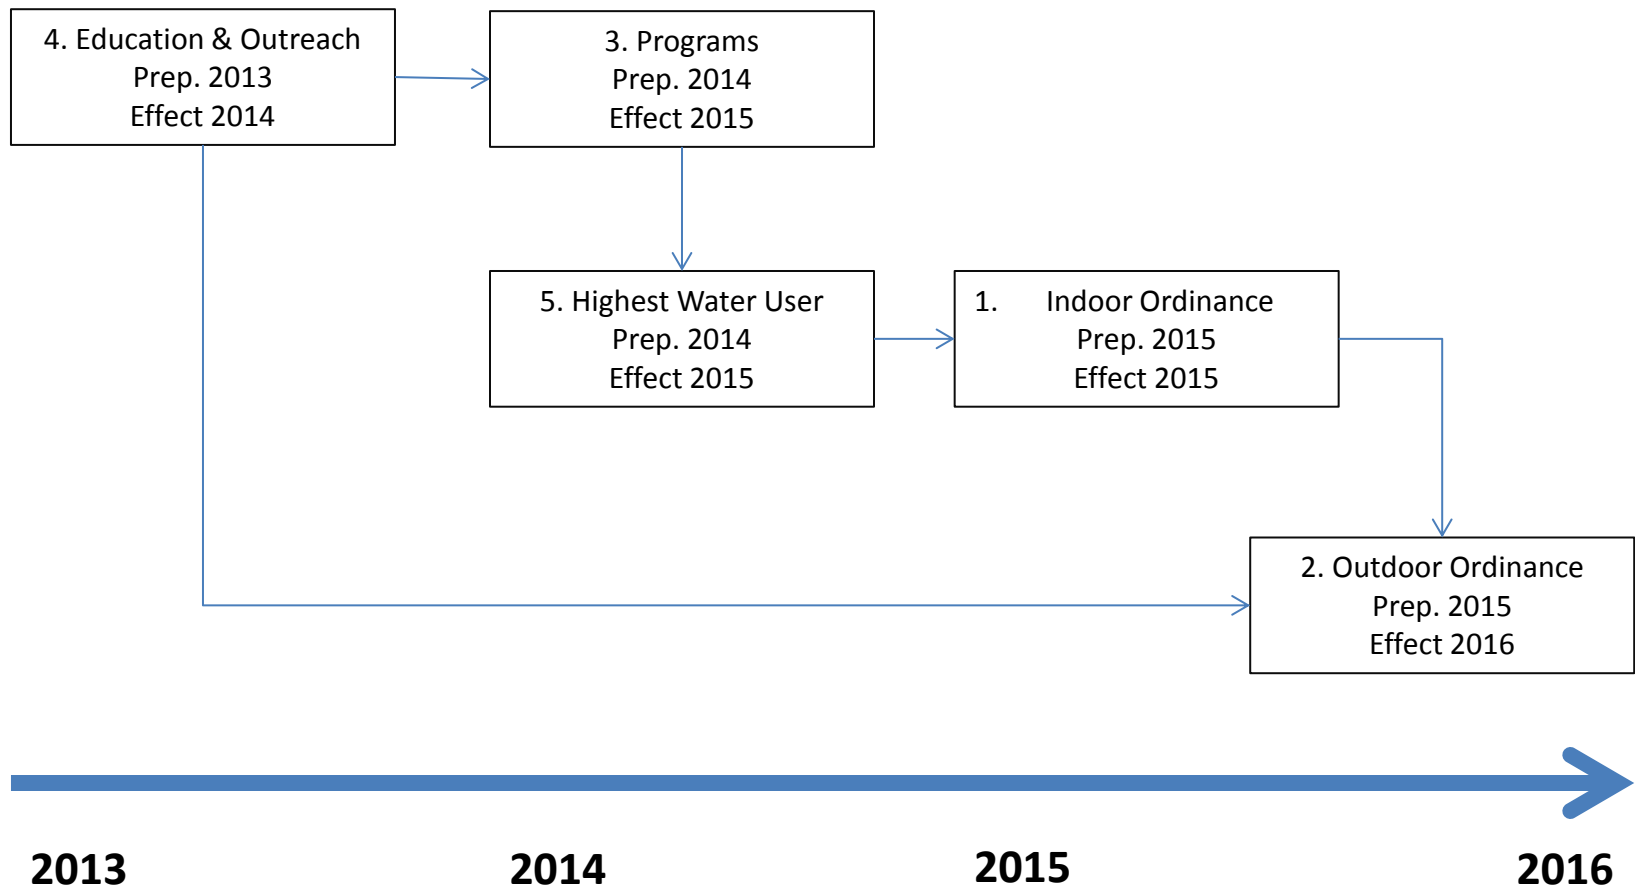 4. Education & Outreach
Prep. 2013
Effect 2014
3. Programs
Prep. 2014
Effect 2015
5. Highest Water User
Prep. 2014
Effect 2015
1. Indoor Ordinance
Prep. 2015
Effect 2015
2. Outdoor Ordinance
Prep. 2015
Effect 2016
2013
2014
2015
2016